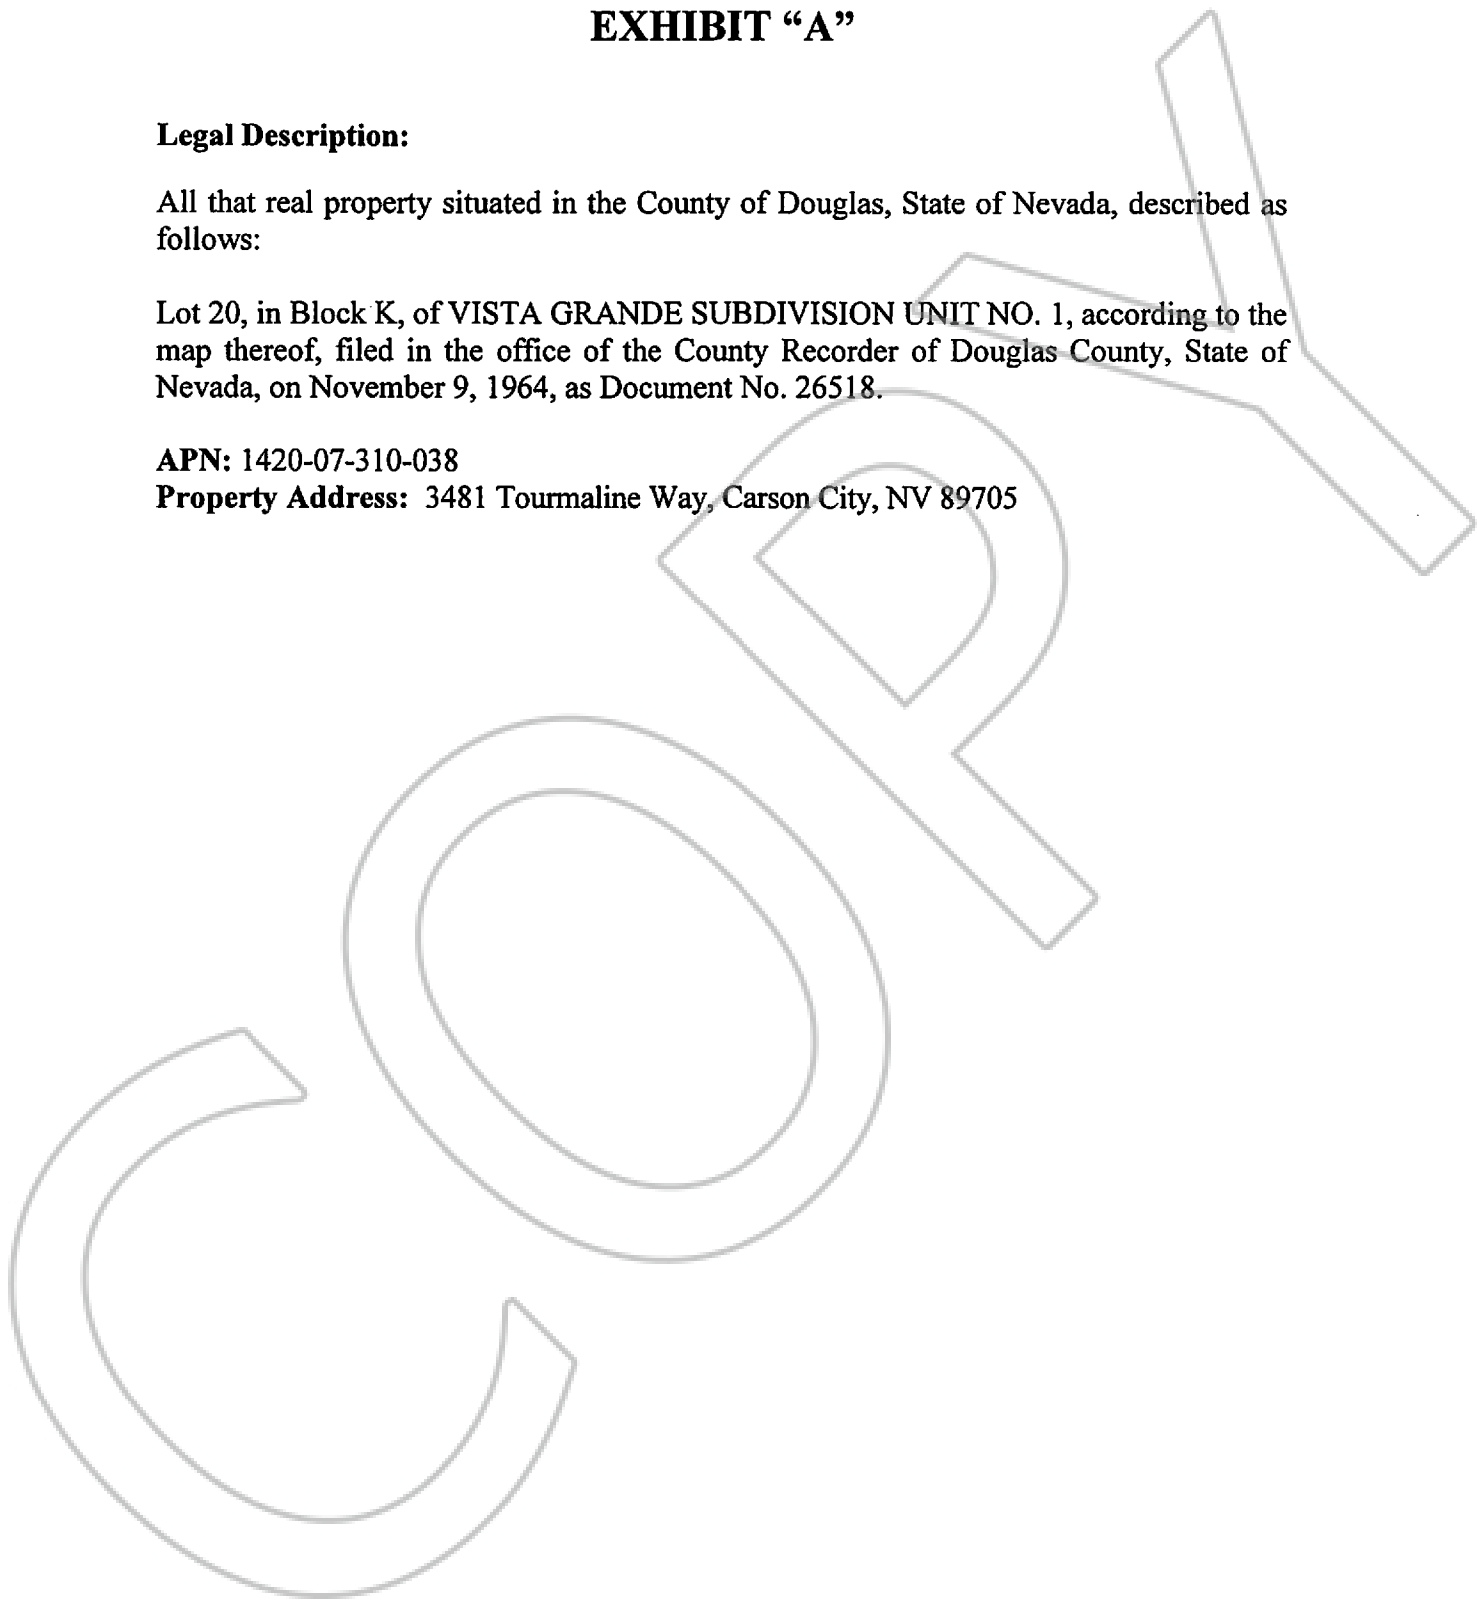 EXHIBIT “A”
Legal Description:
All that real property situated in the County of Douglas, State of Nevada, described as
follows:
Lot 20, in Block K, of VISTA GRANDE SUBDIVISION UNIT NO. 1, according to the
map thereof, filed in the office of the County Recorder of Douglas County, State of
Nevada, on November 9, 1964, as Document No. 26518.
APN: 1420-07-310-038
Property Address: 3481 Tourmaline Way, Carson City, NV 89705
COPY